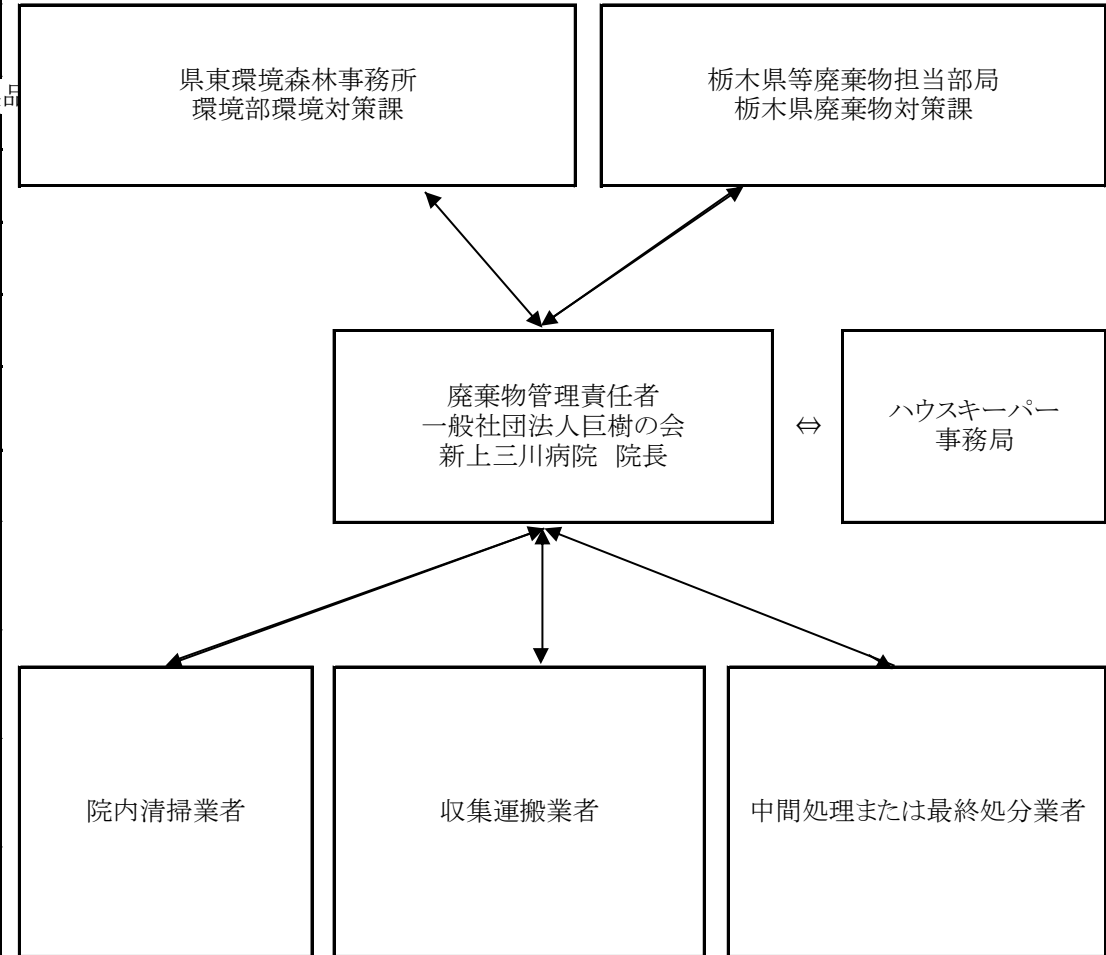 県東環境森林事務所
環境部環境対策課
栃木県等廃棄物担当部局
栃木県廃棄物対策課
品
廃棄物管理責任者
一般社団法人巨樹の会
新上三川病院 院長
⇔
ハウスキーパー
事務局
院内清掃業者
収集運搬業者
中間処理または最終処分業者